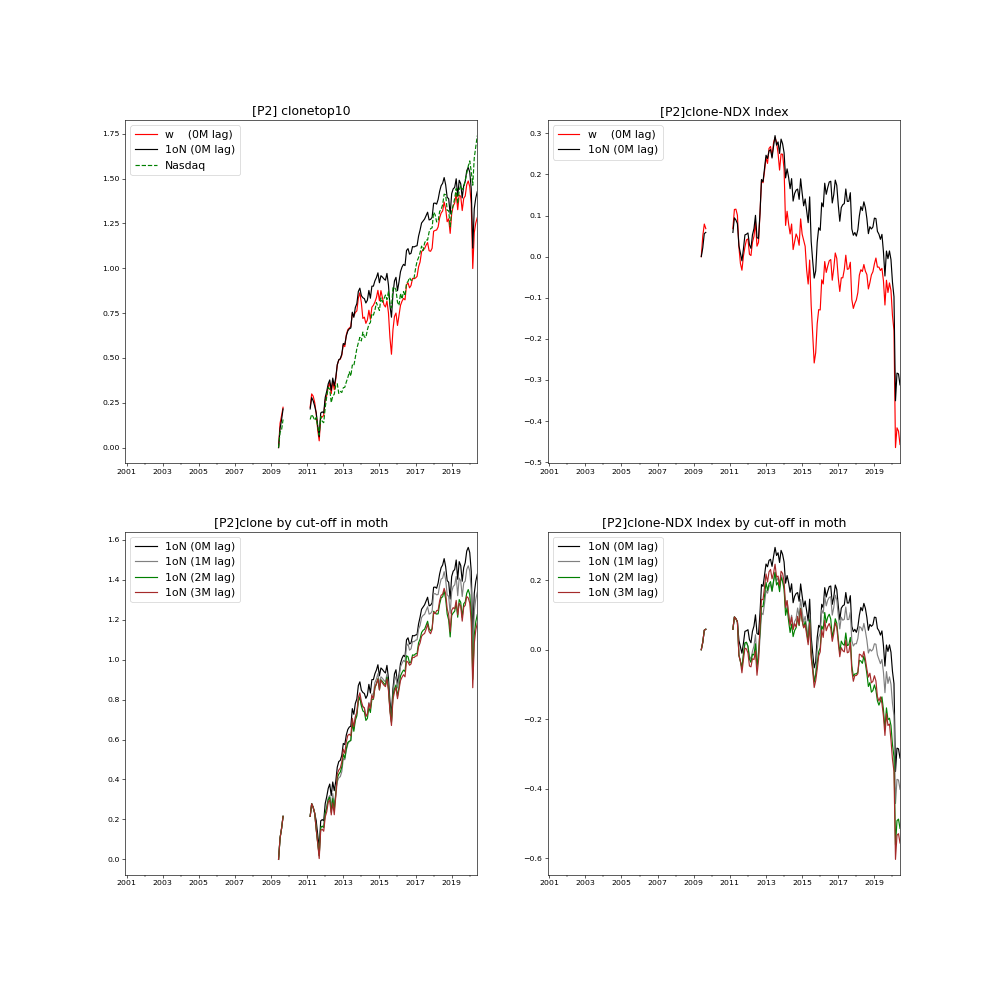 [P2] clonetop10
w    (0M lag)
1oN (0M lag)
Nasdaq
1.75
1.50
1.25
1.00
0.75
0.50
0.25
0.00
2001 2003 2005 2007 2009 2011 2013 2015 2017 2019
[P2]clone-NDX Index
w    (0M lag)
1oN (0M lag)
0.3
0.2
0.1
0.0
−0.1
−0.2
−0.3
−0.4
−0.5
2001 2003 2005 2007 2009 2011 2013 2015 2017 2019
[P2]clone by cut-off in moth
1oN (0M lag)
1oN (1M lag)
1oN (2M lag)
1oN (3M lag)
1.6
1.4
1.2
1.0
0.8
0.6
0.4
0.2
0.0
2001 2003 2005 2007 2009 2011 2013 2015 2017 2019
[P2]clone-NDX Index by cut-off in moth
1oN (0M lag)
1oN (1M lag)
1oN (2M lag)
1oN (3M lag)
0.2
0.0
−0.2
−0.4
−0.6
2001 2003 2005 2007 2009 2011 2013 2015 2017 2019